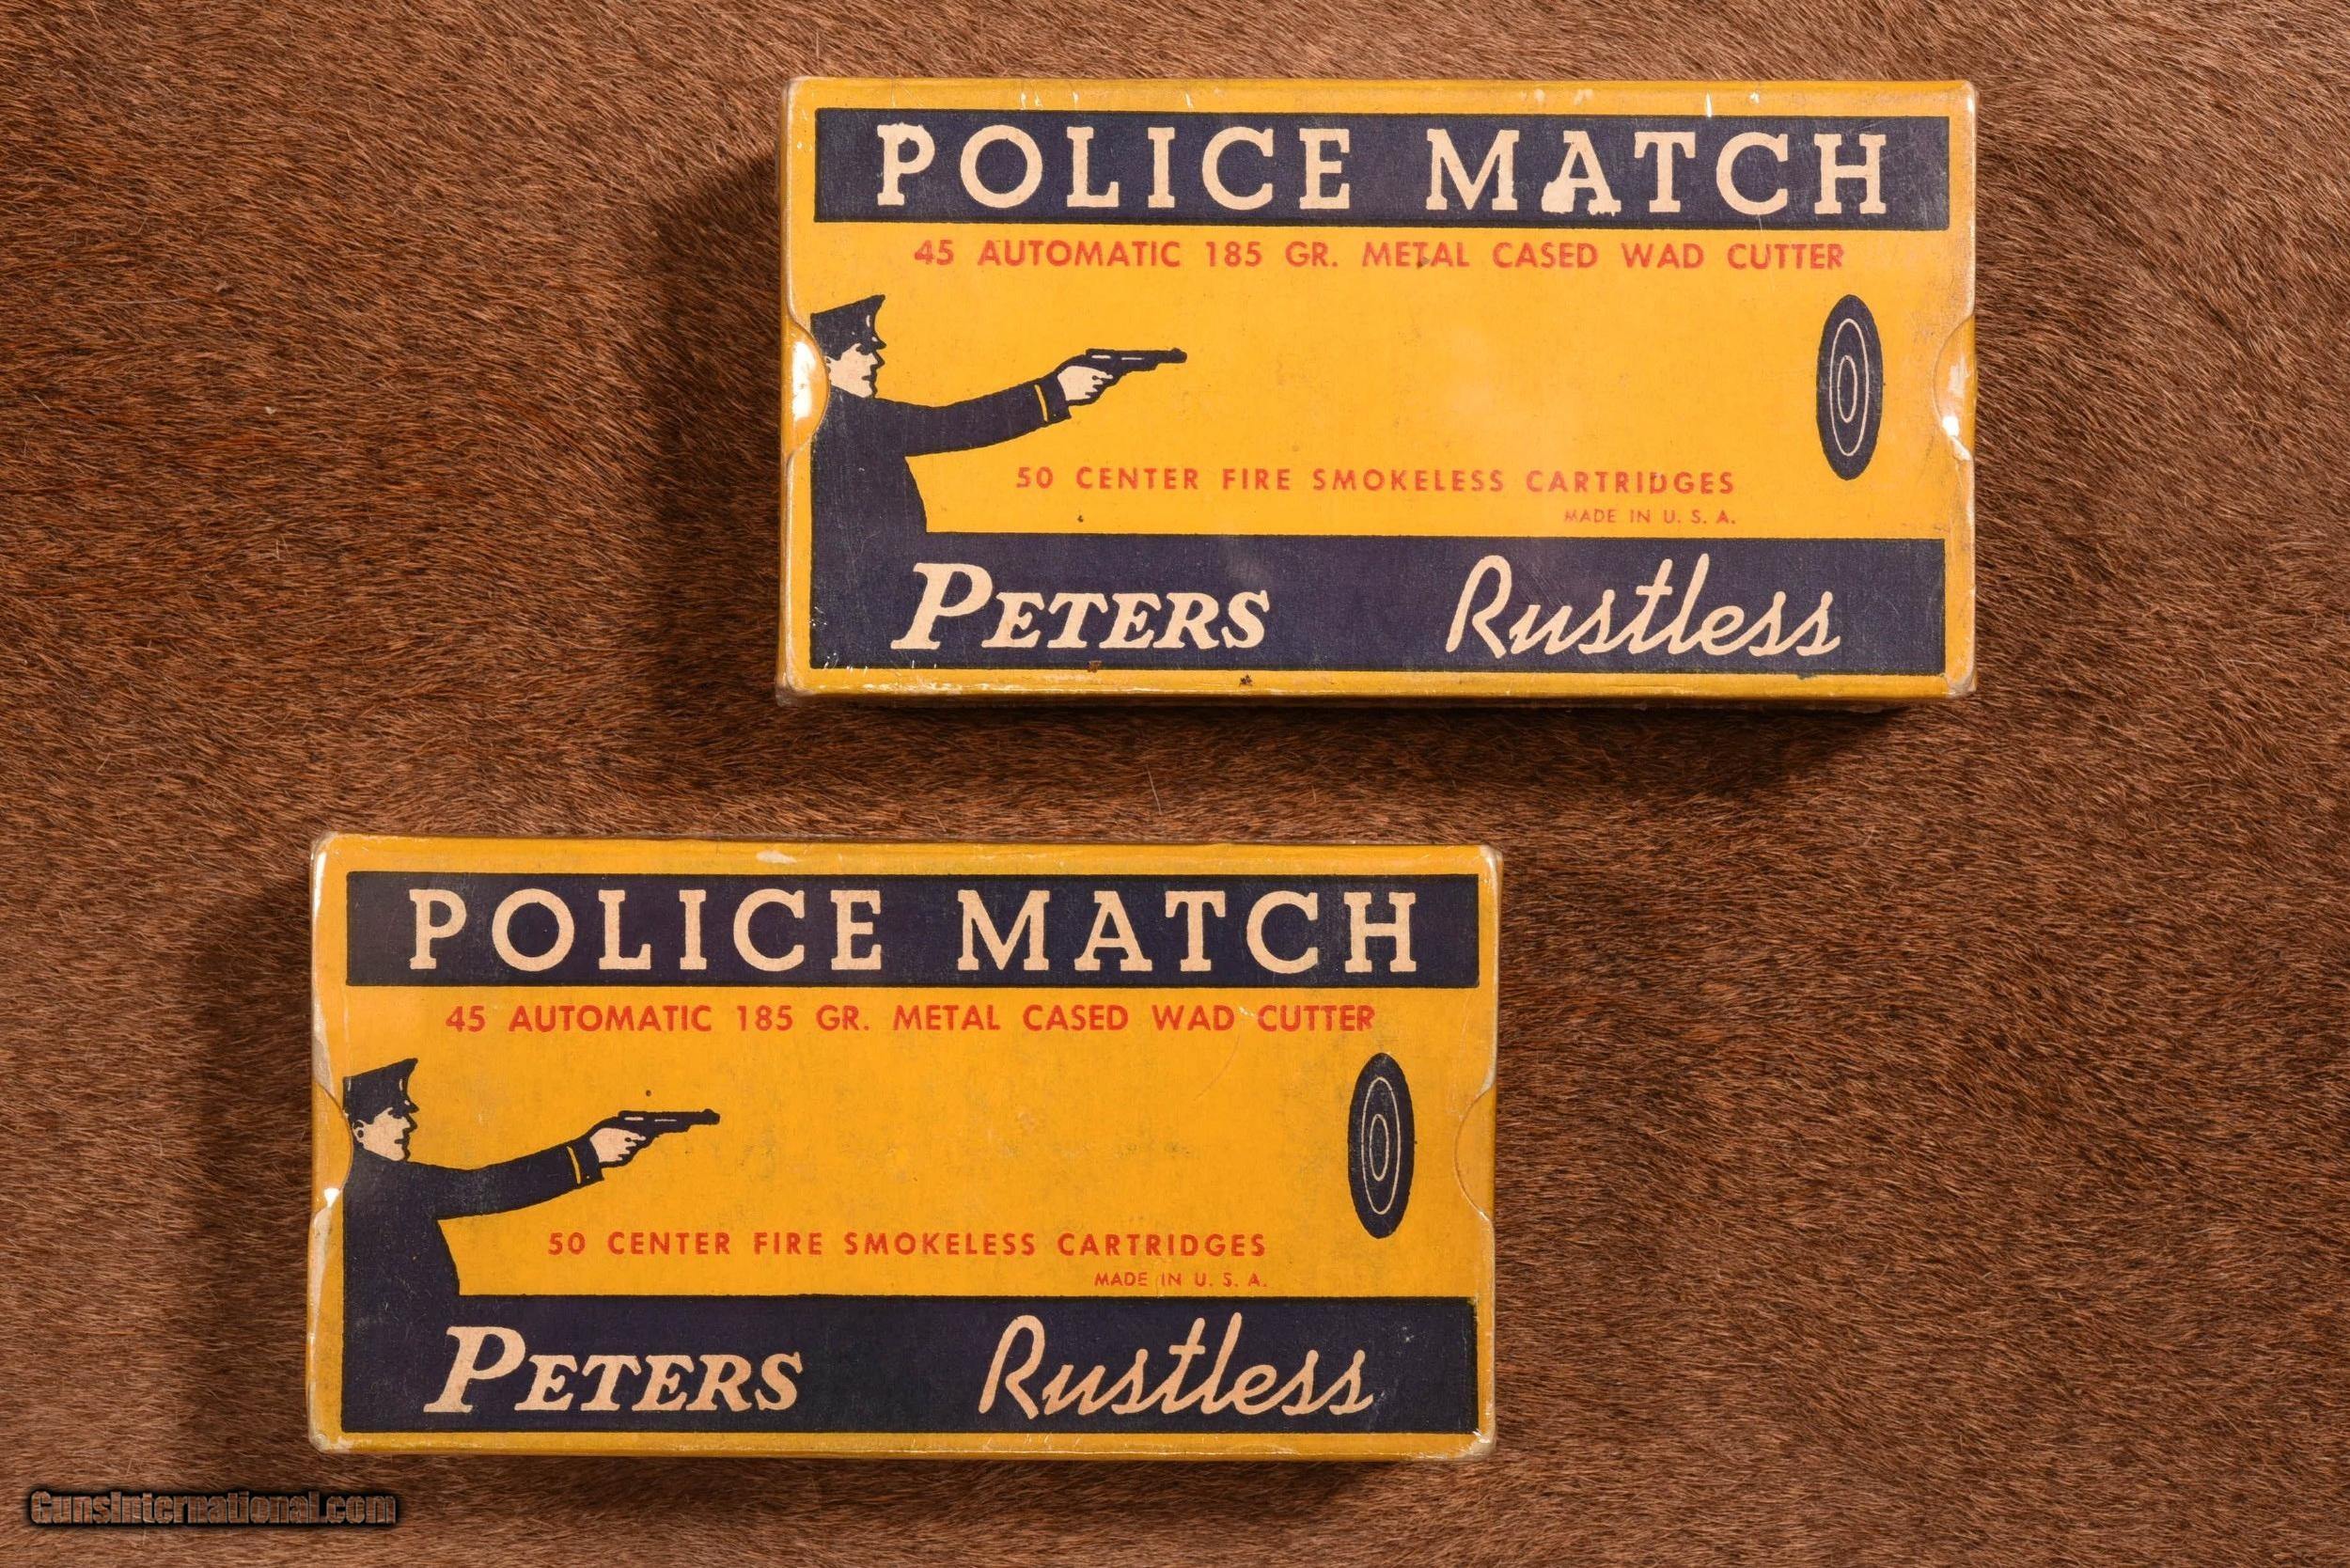 POLICE MATCH
45 AUTOMATIC 185 GR. METAL CASED WAD CUTTER
50 CENTER FIRE SMOKELESS CARTRIDGES
MADE IN U. S. A.
PETERS Rustless
POLICE MATCH
45 AUTOMATIC 185 GR. METAL CASED WAD CUTTER
50 CENTER FIRE SMOKELESS CARTRIDGES
MADE IN U. S. A.
PETERS Rustless
GunsInternational.com